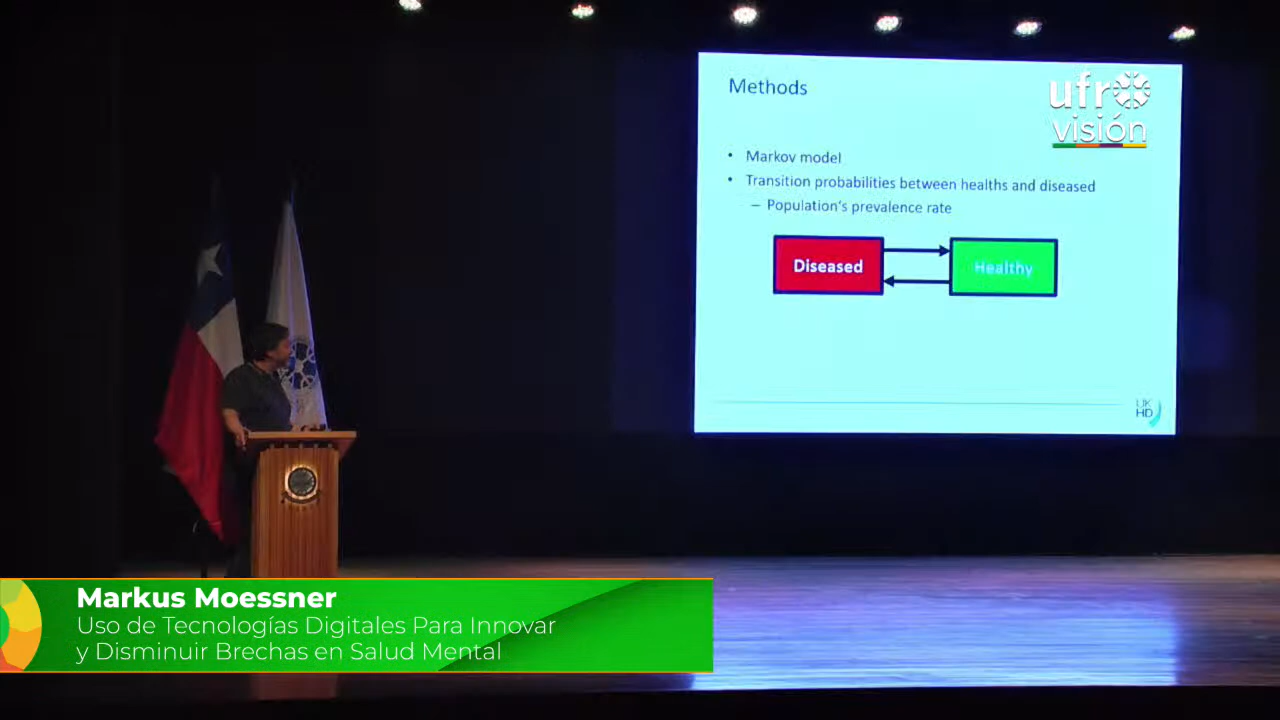 Methods
ufro
visión
• Markov model
• Transition probabilities between healths and diseased
– Population's prevalence rate
Diseased
Healthy
UK
HD
Markus Moessner
Uso de Tecnologías Digitales Para Innovar
y Disminuir Brechas en Salud Mental